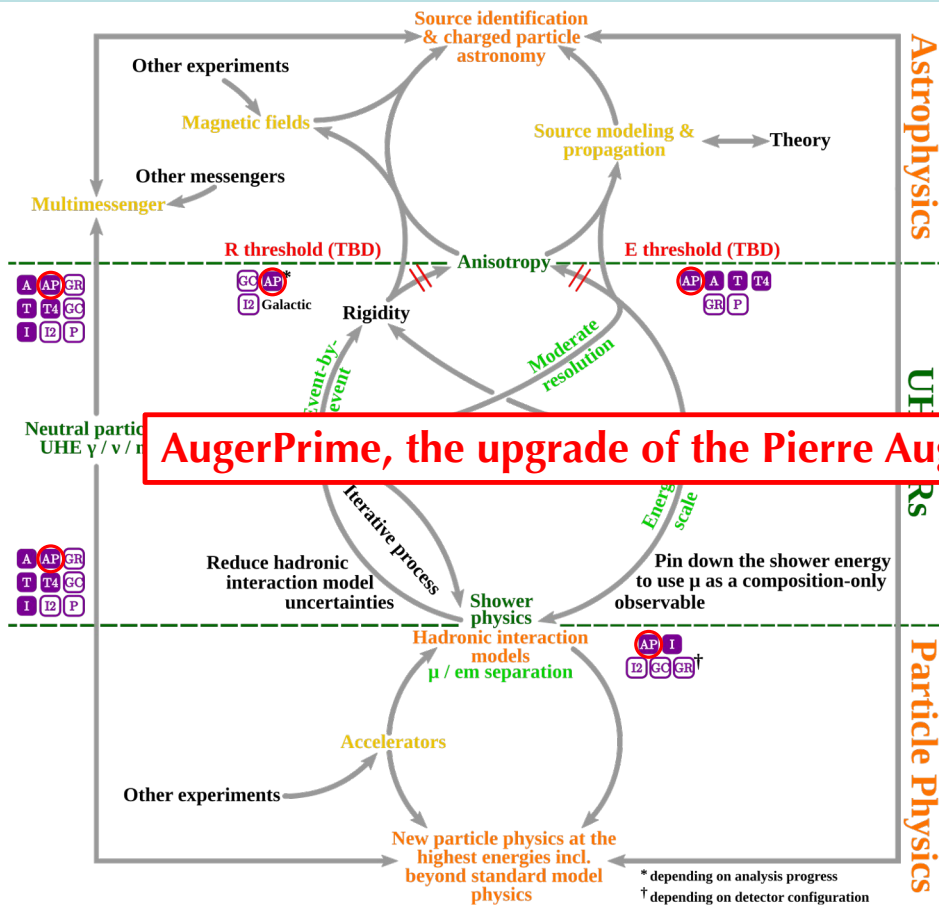 Source identification
& charged particle
astronomy
Astrophysics
Other experiments
Magnetic fields
Source modeling &
propagation
Theory
Other messengers
Multimessenger
R threshold (TBD)
E threshold (TBD)
Anisotropy
A AP GR
T T4 GC
I I2 P
GC AP *
I2 Galactic
AP A T T4
GR P
Rigidity
Event-by-
event
Moderate
resolution
Neutral partic
UHE γ / ν / n
AugerPrime, the upgrade of the Pierre Aug
UH
Rs
Energ
scale
Iterative process
A AP GR
T T4 GC
I I2 P
Reduce hadronic
interaction model
uncertainties
Pin down the shower energy
to use μ as a composition-only
observable
Shower
physics
Hadronic interaction
models
μ / em separation
AP I
I2 GC GR †
Particle Physics
Accelerators
Other experiments
New particle physics at the
highest energies incl.
beyond standard model
physics
* depending on analysis progress
† depending on detector configuration